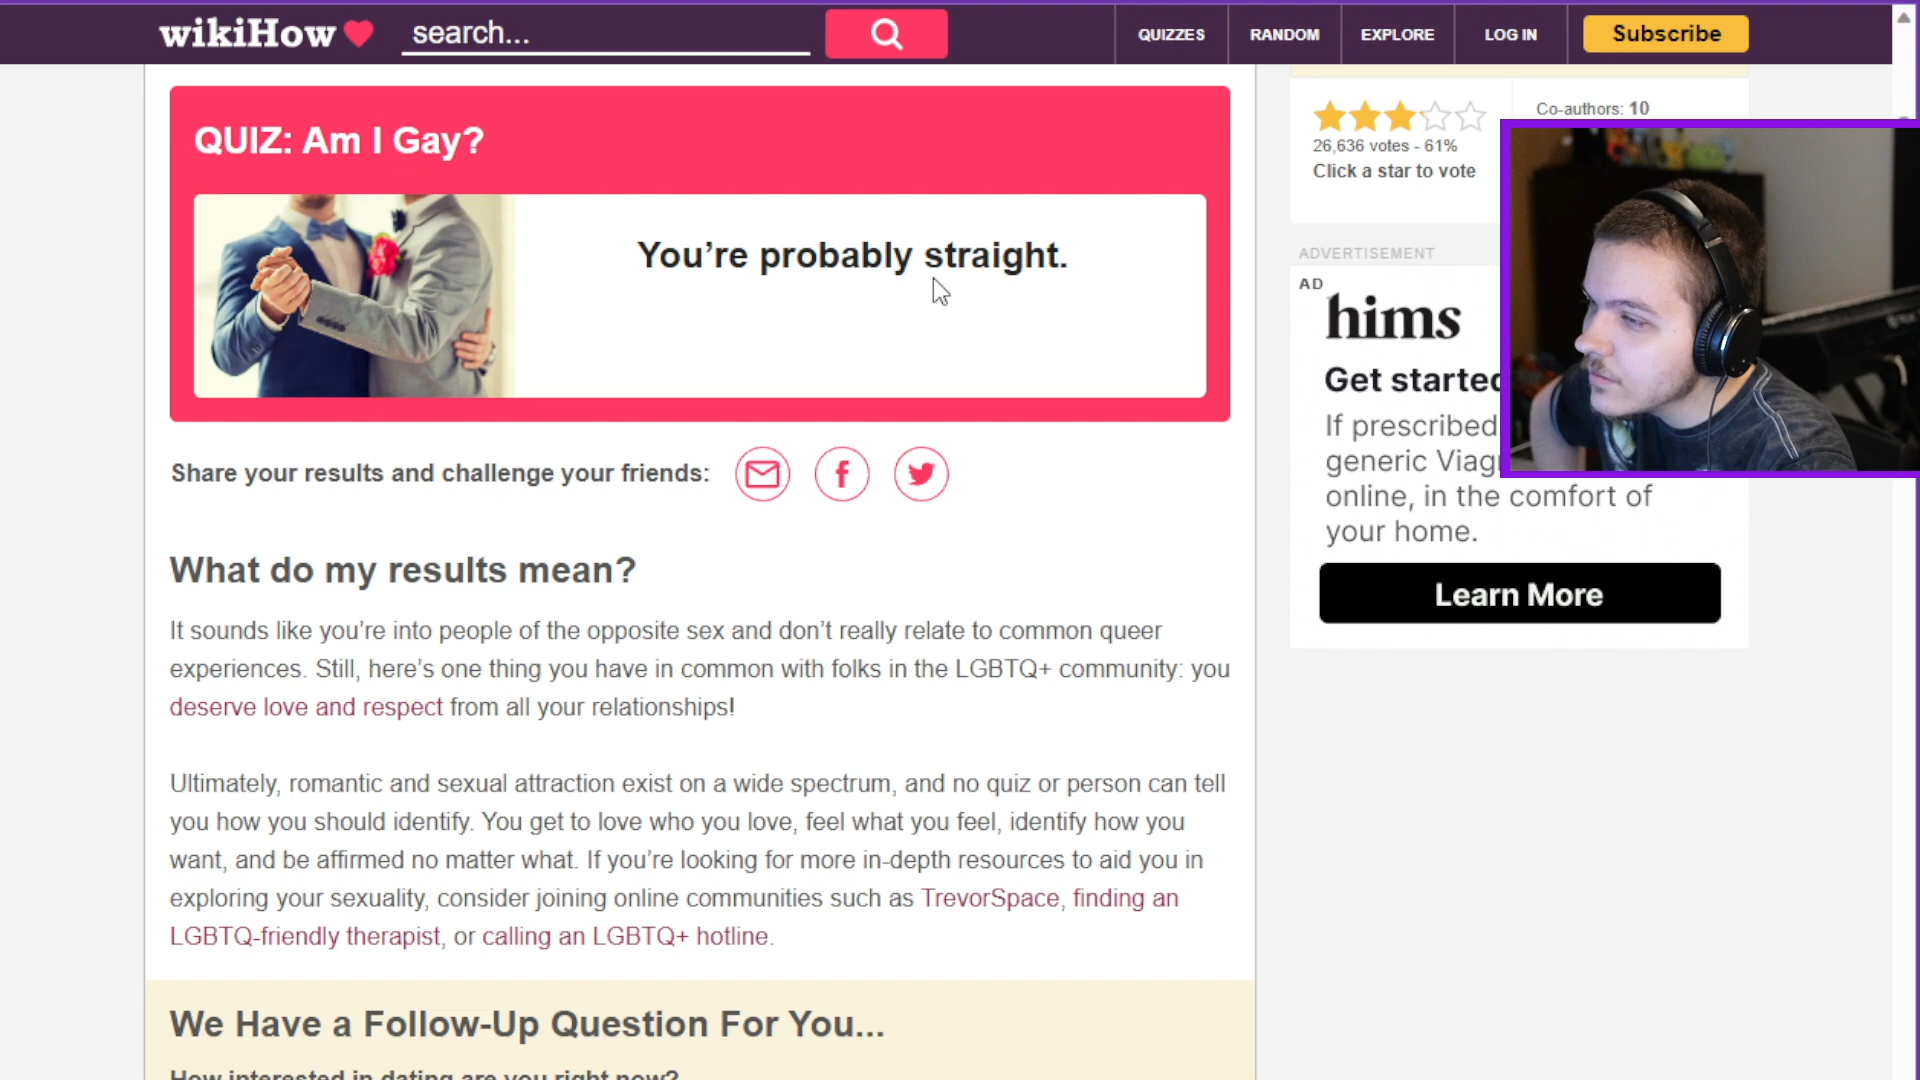 wikiHow
search...
QUIZZES
RANDOM
EXPLORE
LOG IN
Subscribe
QUIZ: Am I Gay?
You're probably straight.
Share your results and challenge your friends:
What do my results mean?
It sounds like you're into people of the opposite sex and don't really relate to common queer
experiences. Still, here's one thing you have in common with folks in the LGBTQ+ community: you
deserve love and respect from all your relationships!
Ultimately, romantic and sexual attraction exist on a wide spectrum, and no quiz or person can tell
you how you should identify. You get to love who you love, feel what you feel, identify how you
want, and be affirmed no matter what. If you're looking for more in-depth resources to aid you in
exploring your sexuality, consider joining online communities such as TrevorSpace, finding an
LGBTQ-friendly therapist, or calling an LGBTQ+ hotline.
We Have a Follow-Up Question For You...
How interested in dating are you right now?
Co-authors: 10
26,636 votes - 61%
Click a star to vote
ADVERTISEMENT
AD
hims
Get started
If prescribed
generic Viag
online, in the comfort of
your home.
Learn More